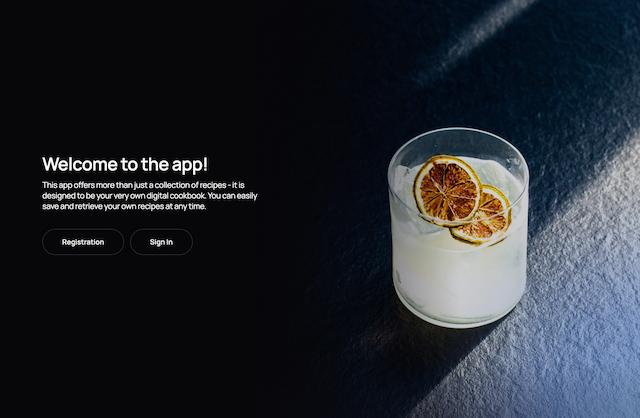 Welcome to the app!
This app offers more than just a collection of recipes - it is
designed to be your very own digital cookbook. You can easily
save and retrieve your own recipes at any time.
Registration
Sign In